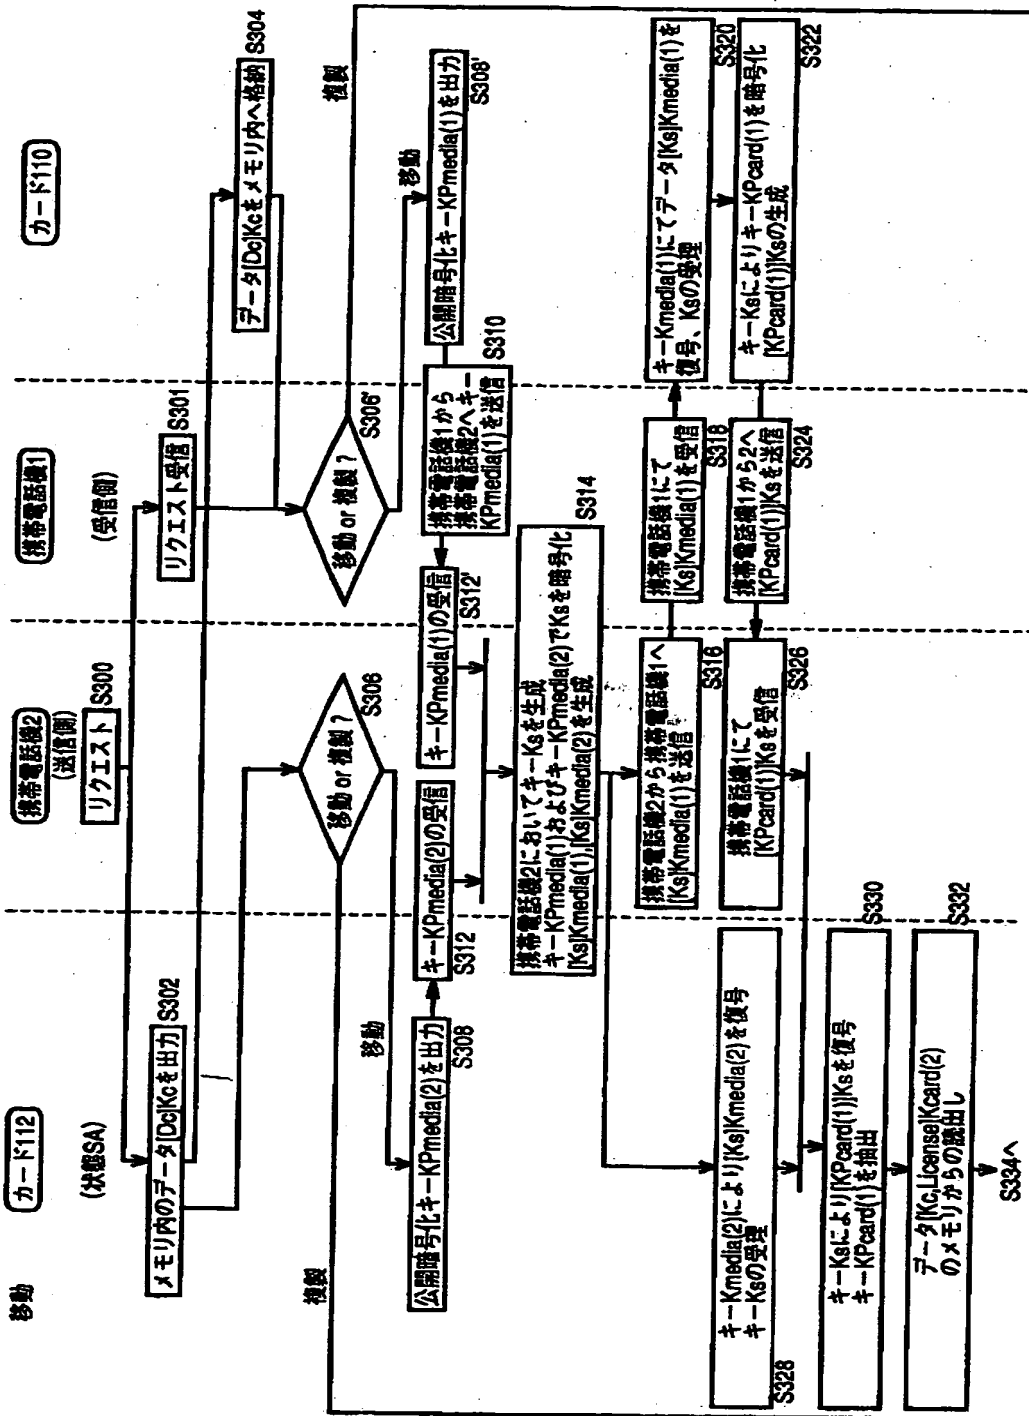 移動
カード112
(状態SA)
携帯電話機2
(送信側)
携帯電話機1
(受信側)
カード110
リクエスト
S300
リクエスト受信
S301
メモリ内のデータ[Dc]Kcを出力
S302
データ[Dc]Kcをメモリ内へ格納
S304
移動 or 複製 ?
S306
移動 or 複製 ?
S306'
複製
複製
移動
移動
公開暗号化キーKPmedia(2)を出力
S308
公開暗号化キーKPmedia(1)を出力
S308'
携帯電話機1から
携帯電話機2へキー
KPmedia(1)を送信
S310
キーKPmedia(2)の受信
S312
キーKPmedia(1)の受信
S312'
携帯電話機2においてキーKsを生成
キーKPmedia(1)およびキーKPmedia(2)でKsを暗号化
[Ks]Kmedia(1),[Ks]Kmedia(2)を生成
S314
携帯電話機2から携帯電話機1へ
[Ks]Kmedia(1)を送信
S316
携帯電話機1にて
[Ks]Kmedia(1)を受信
S318
キーKmedia(1)にてデータ[Ks]Kmedia(1)を
復号、Ksの受理
S320
キーKsによりキーKPcard(1)を暗号化
[KPcard(1)]Ksの生成
S322
携帯電話機1から2へ
[KPcard(1)]Ksを送信
S324
携帯電話機1にて
[KPcard(1)]Ksを受信
S326
キーKmedia(2)により[Ks]Kmedia(2)を復号
キーKsの受理
S328
キーKsにより[KPcard(1)]Ksを復号
キーKPcard(1)を抽出
S330
データ[Kc,License]Kcard(2)
のメモリからの読出し
S332
S334へ